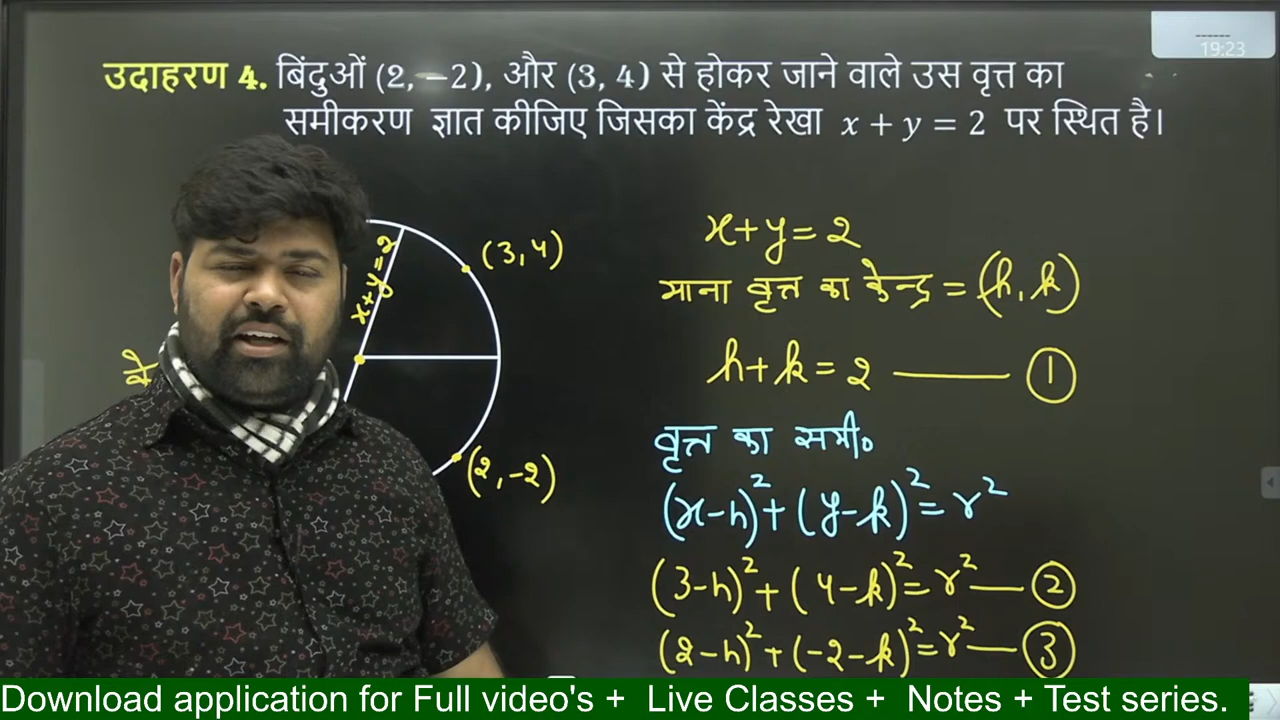 19:23
उदाहरण 4. बिंदुओं (2, −2), और (3, 4) से होकर जाने वाले उस वृत्त का
समीकरण ज्ञात कीजिए जिसका केंद्र रेखा x + y = 2 पर स्थित है।
(3, 4)
x+y=2
(2, -2)
x+y=2
माना वृत्त का केन्द्र = (h, k)
h+k=2 ——— ①
वृत्त का समी०
(x-h)²+(y-k)²=r²
(3-h)²+(4-k)²=r² — ②
(2-h)²+(-2-k)²=r² — ③
Download application for Full video's + Live Classes + Notes + Test series.